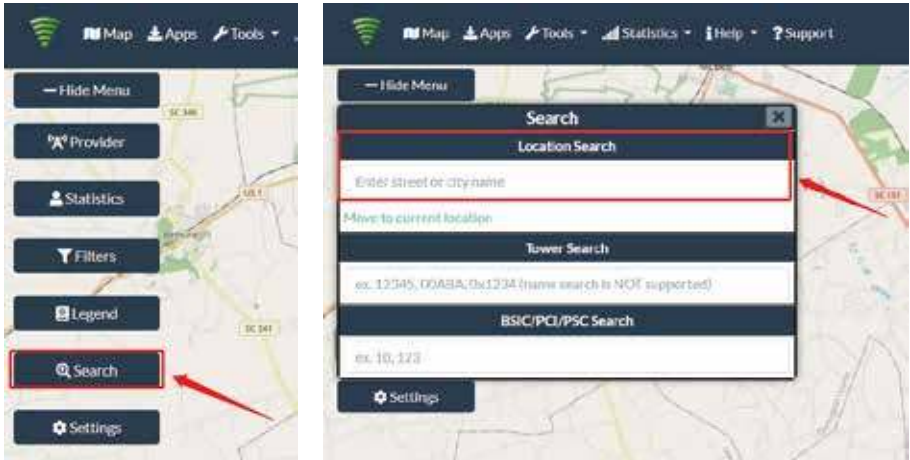 Map Apps Tools
Hide Menu
Provider
Statistics
Filters
Legend
Search
Settings
SC 341
Map Apps Tools Statistics Help Support
Hide Menu
Search
Location Search
Enter street or city name
Move to current location
Tower Search
ex. 12345, 00ABA, 0x1234 (name search is NOT supported)
BSIC/PCI/PSC Search
ex. 10, 123
Settings